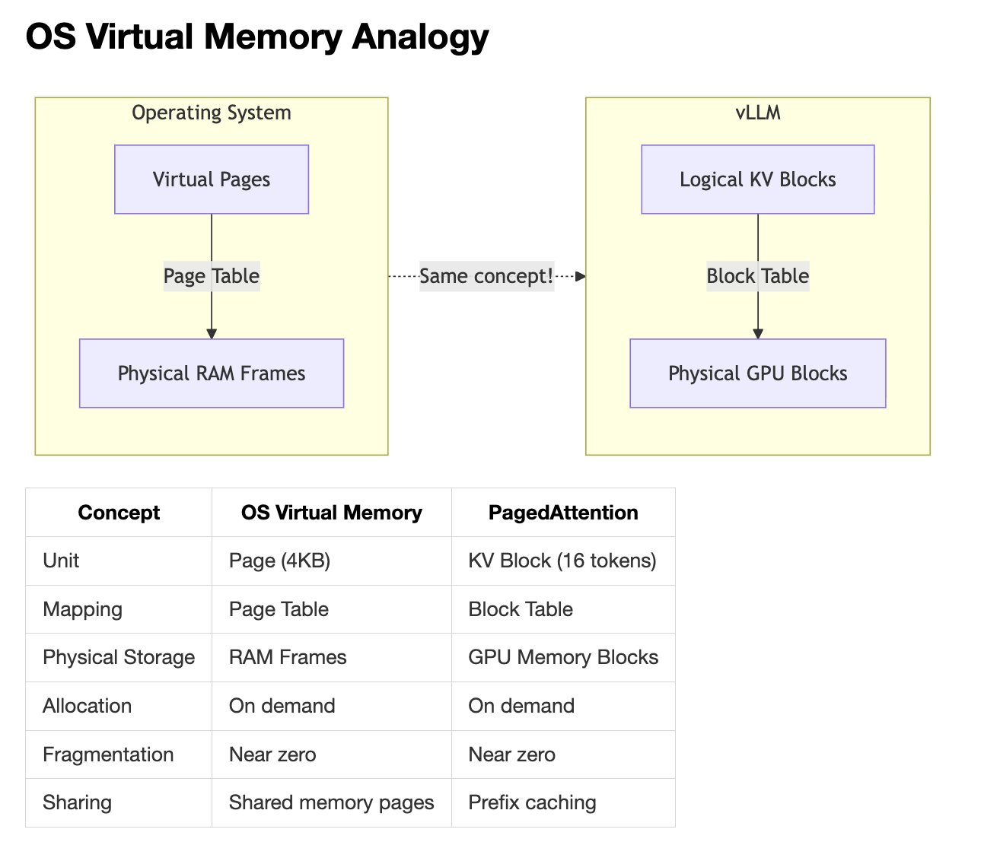 OS Virtual Memory Analogy
Operating System
Virtual Pages
Page Table
Physical RAM Frames
Same concept!
vLLM
Logical KV Blocks
Block Table
Physical GPU Blocks
Concept OS Virtual Memory PagedAttention
Unit Page (4KB) KV Block (16 tokens)
Mapping Page Table Block Table
Physical Storage RAM Frames GPU Memory Blocks
Allocation On demand On demand
Fragmentation Near zero Near zero
Sharing Shared memory pages Prefix caching